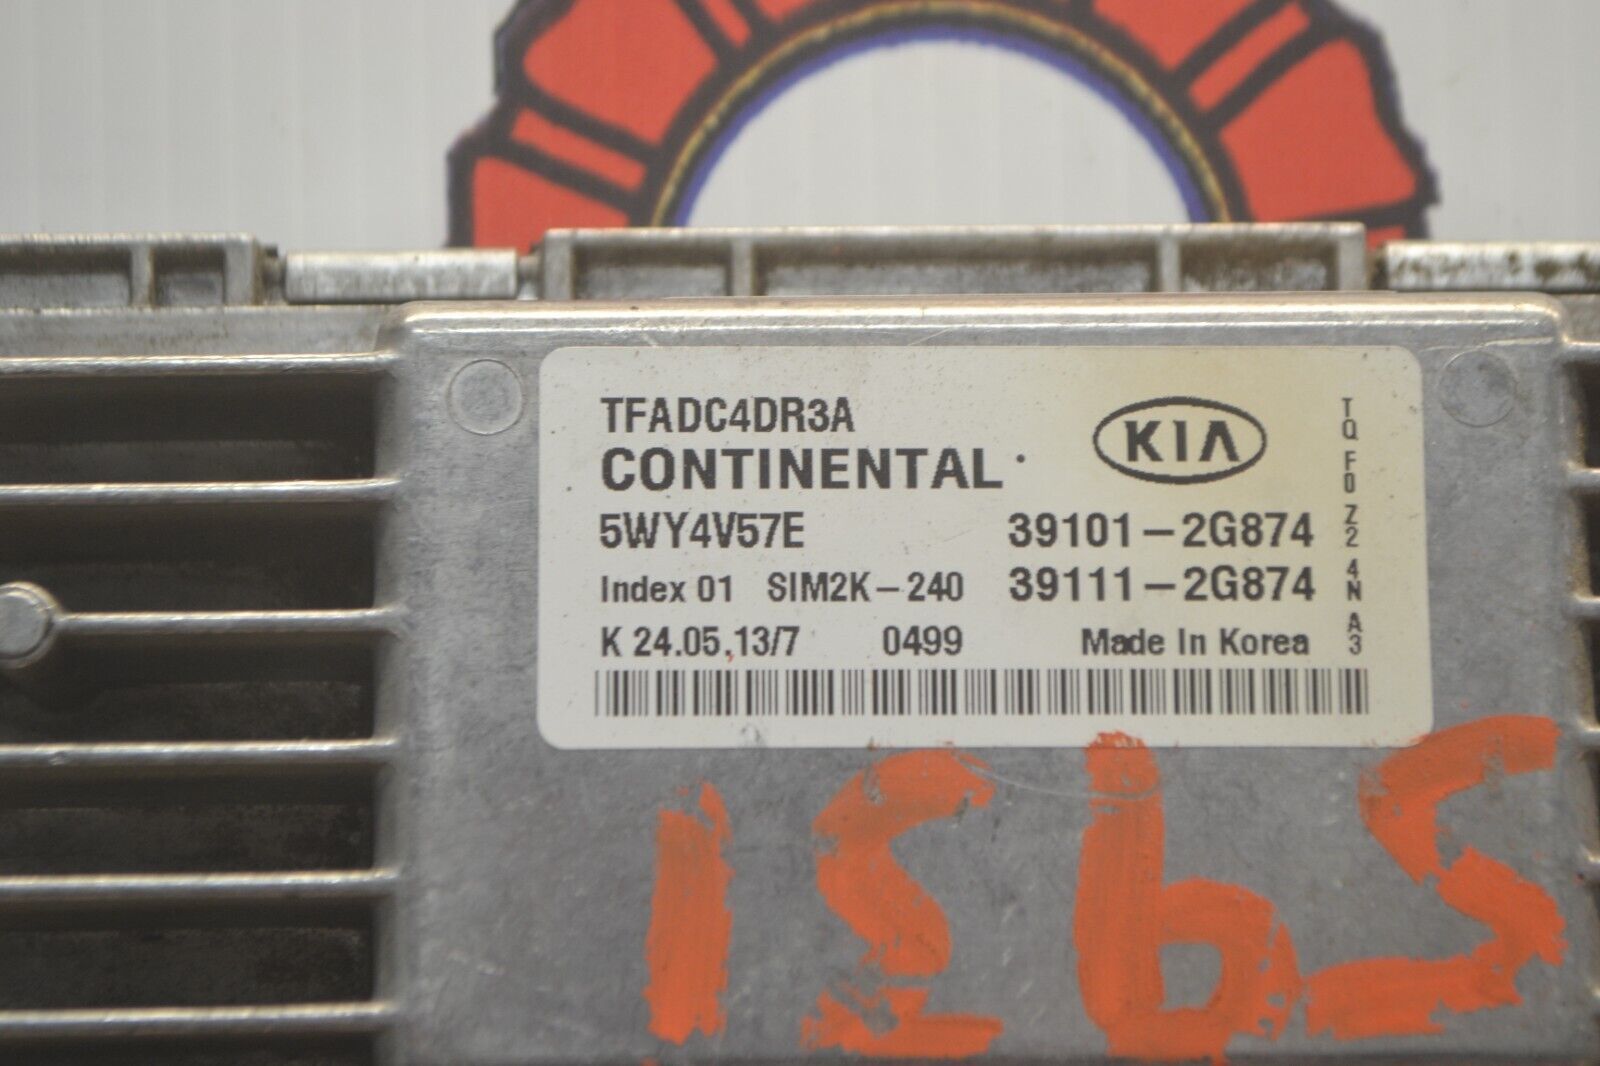 TFADC4DR3A
KIA
CONTINENTAL
5WY4V57E 39101-2G874
Index 01 SIM2K-240 39111-2G874
K 24.05.13/7 0499 Made In Korea
TQ F0 Z2 4N A3